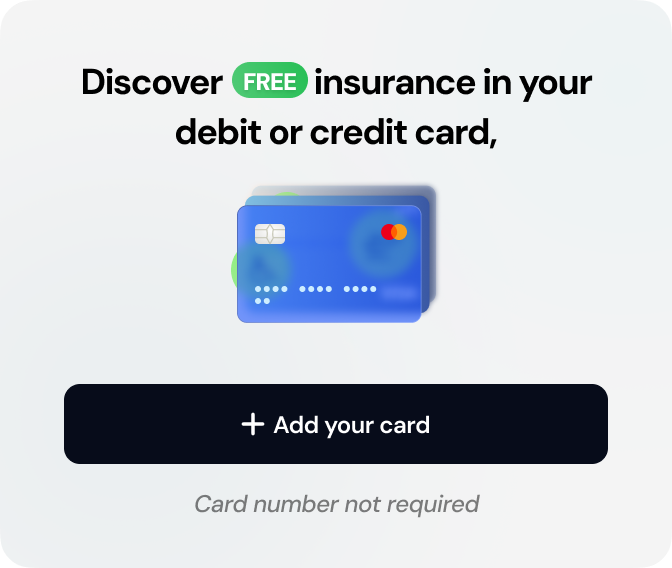 Discover FREE insurance in your
debit or credit card,
+ Add your card
Card number not required